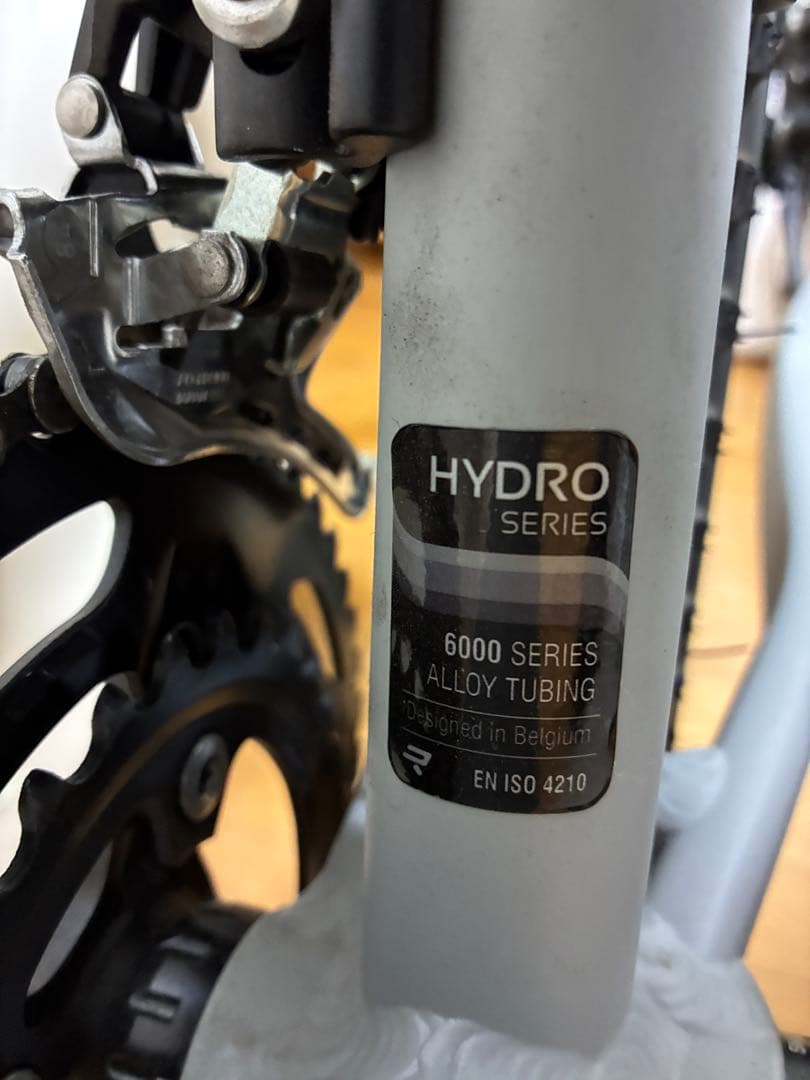 HYDRO
SERIES
6000 SERIES
ALLOY TUBING
*Designed in Belgium
EN ISO 4210